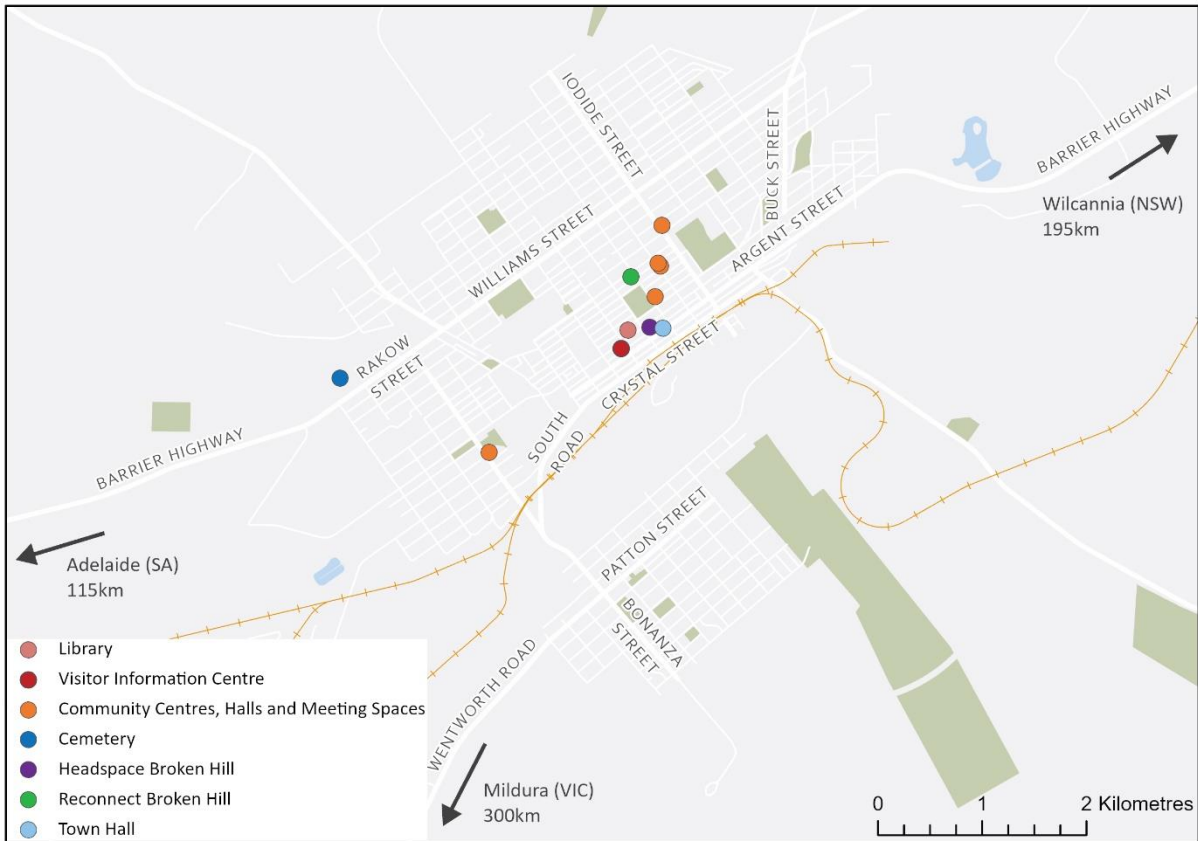 IODIDE STREET
BUCK STREET
BARRIER HIGHWAY
Wilcannia (NSW)
195km
ARGENT STREET
WILLIAMS STREET
CRYSTAL STREET
RAKOW
STREET
SOUTH
ROAD
BARRIER HIGHWAY
Adelaide (SA)
115km
PATTON STREET
BONANZA
STREET
WENTWORTH ROAD
Mildura (VIC)
300km
Library
Visitor Information Centre
Community Centres, Halls and Meeting Spaces
Cemetery
Headspace Broken Hill
Reconnect Broken Hill
Town Hall
0 1 2 Kilometres